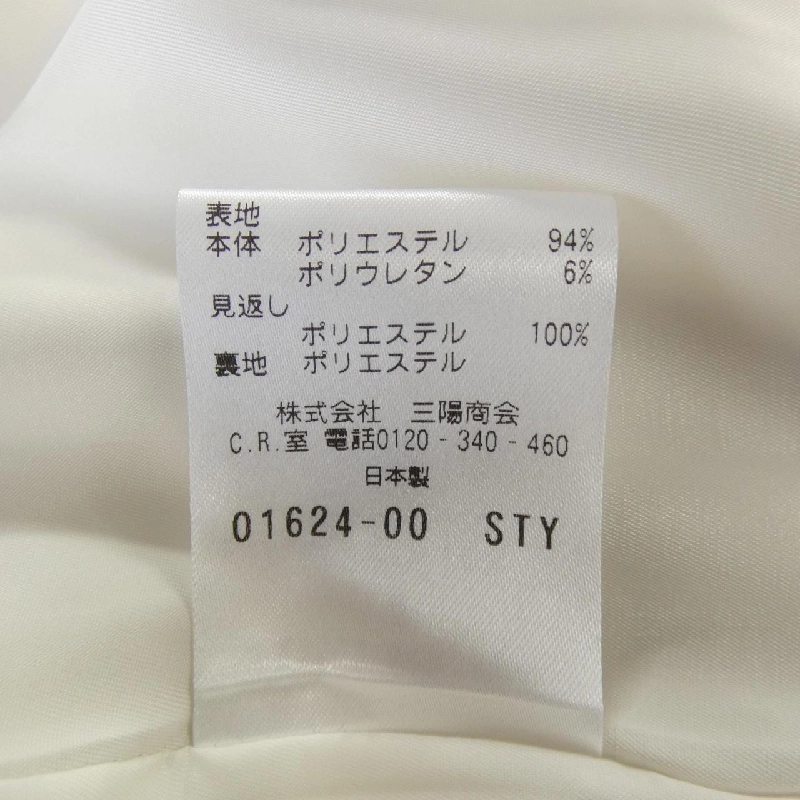 表地
本体 ポリエステル 94%
ポリウレタン 6%
見返し
ポリエステル 100%
裏地 ポリエステル
株式会社 三陽商会
C.R.室 電話0120-340-460
日本製
01624-00 STY